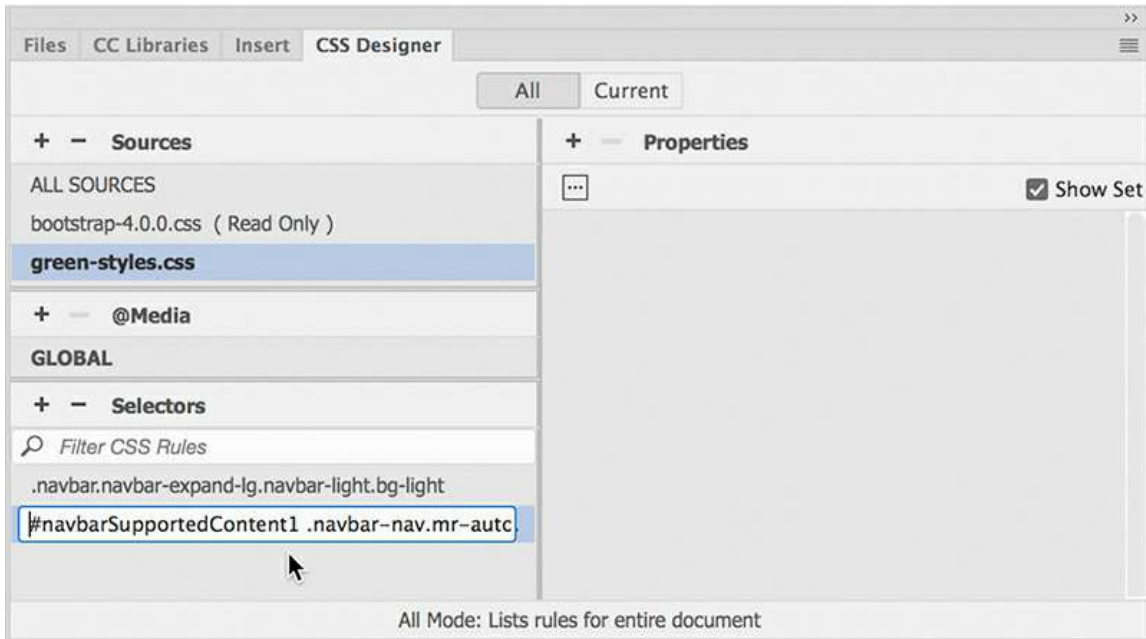 Files CC Libraries Insert CSS Designer
All Current
+ − Sources
ALL SOURCES
bootstrap-4.0.0.css ( Read Only )
green-styles.css
+ − @Media
GLOBAL
+ − Selectors
Filter CSS Rules
.navbar.navbar-expand-lg.navbar-light.bg-light
#navbarSupportedContent1 .navbar-nav.mr-auto.
+ − Properties
Show Set
All Mode: Lists rules for entire document